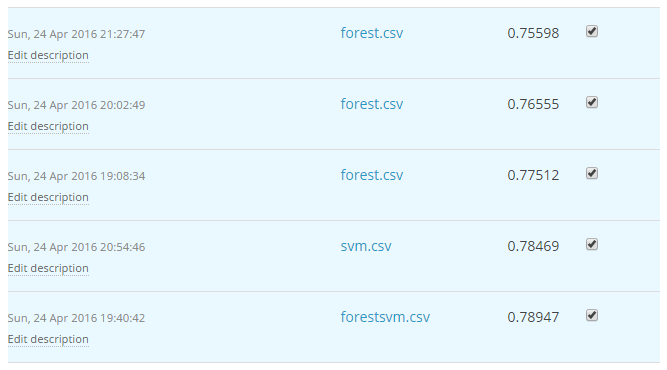 Sun, 24 Apr 2016 21:27:47 forest.csv 0.75598
Edit description
Sun, 24 Apr 2016 20:02:49 forest.csv 0.76555
Edit description
Sun, 24 Apr 2016 19:08:34 forest.csv 0.77512
Edit description
Sun, 24 Apr 2016 20:54:46 svm.csv 0.78469
Edit description
Sun, 24 Apr 2016 19:40:42 forestsvm.csv 0.78947
Edit description